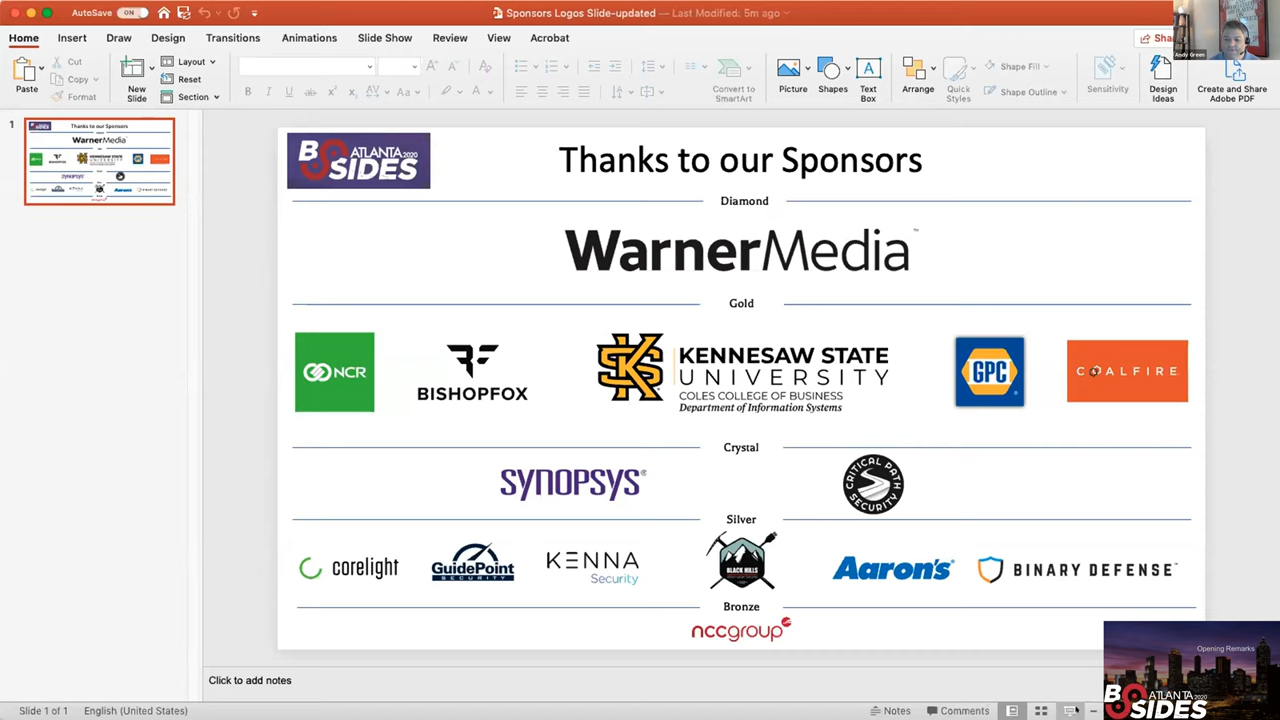 AutoSave ON
Sponsors Logos Slide-updated — Last Modified: 5m ago
Home Insert Draw Design Transitions Animations Slide Show Review View Acrobat
Andy Green
Paste
Cut
Copy
Format
New Slide
Layout
Reset
Section
Convert to SmartArt
Picture
Shapes
Text Box
Arrange
Quick Styles
Shape Fill
Shape Outline
Sensitivity
Design Ideas
Create and Share Adobe PDF
1
BSIDES ATLANTA 2020
Thanks to our Sponsors
Diamond
WarnerMedia™
Gold
NCR
BISHOPFOX
KENNESAW STATE
UNIVERSITY
COLES COLLEGE OF BUSINESS
Department of Information Systems
GPC
COALFIRE
Crystal
SYNOPSYS®
CRITICAL PATH SECURITY
Silver
corelight
GuidePoint
SECURITY
KENNA
Security
BLACK HILLS
Aaron's
BINARY DEFENSE
Bronze
nccgroup
Click to add notes
Opening Remarks
BSIDES ATLANTA 2020
Slide 1 of 1
English (United States)
Notes
Comments